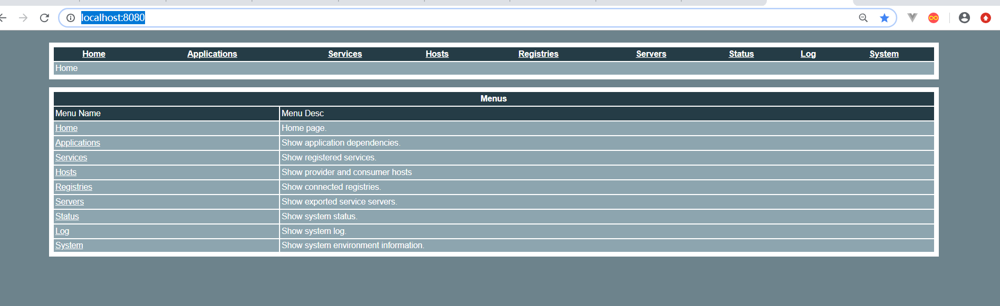 localhost:8080
Home Applications Services Hosts Registries Servers Status Log System
Home
Menus
Menu Name Menu Desc
Home Home page.
Applications Show application dependencies.
Services Show registered services.
Hosts Show provider and consumer hosts
Registries Show connected registries.
Servers Show exported service servers.
Status Show system status.
Log Show system log.
System Show system environment information.